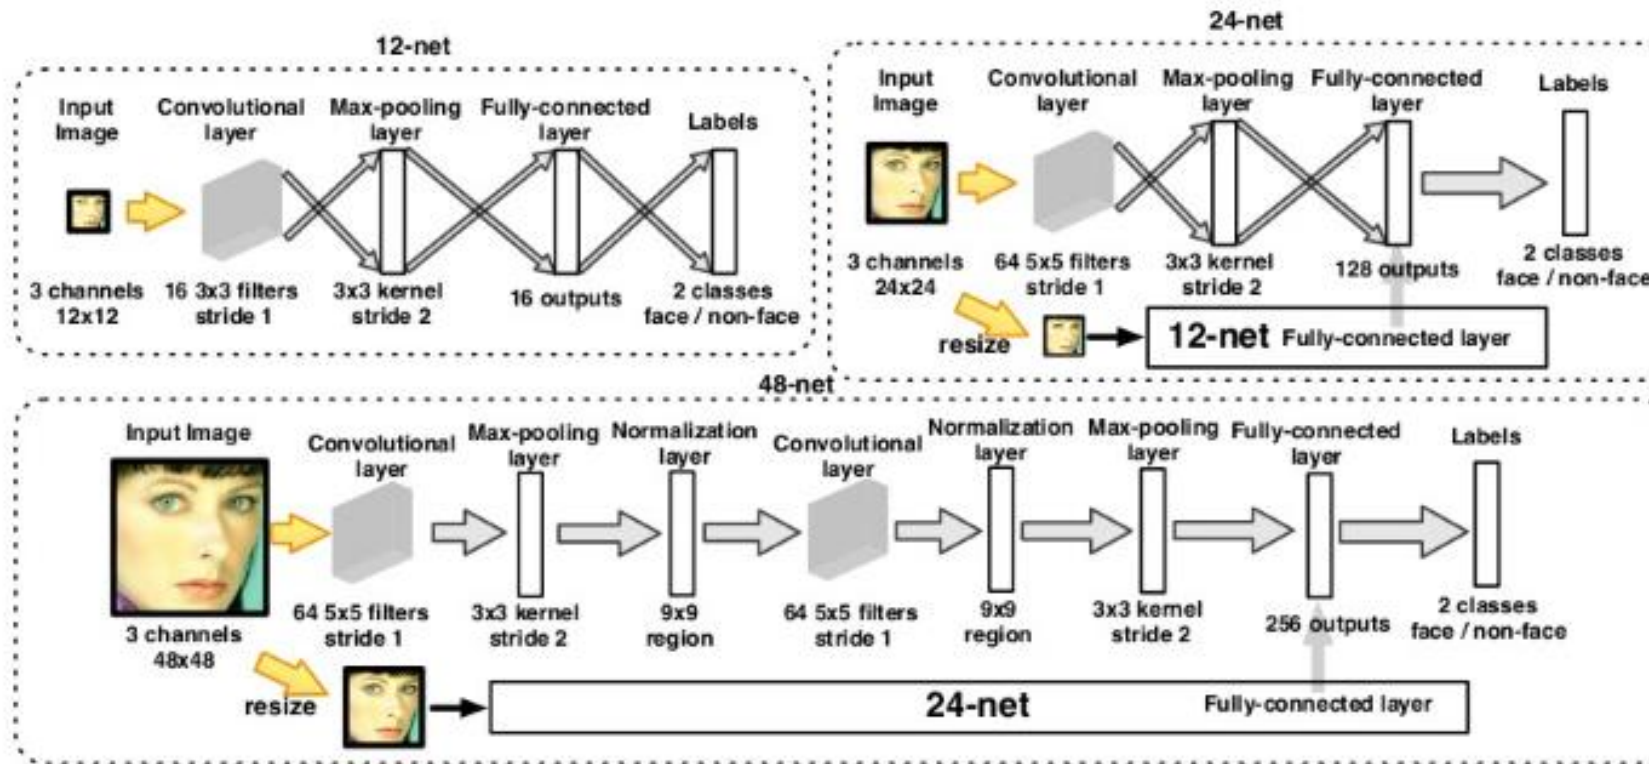 12-net
Input
Image
Convolutional
layer
Max-pooling
layer
Fully-connected
layer
Labels
3 channels
12x12
16 3x3 filters
stride 1
3x3 kernel
stride 2
16 outputs
2 classes
face / non-face
24-net
Input
Image
Convolutional
layer
Max-pooling
layer
Fully-connected
layer
Labels
3 channels
24x24
64 5x5 filters
stride 1
3x3 kernel
stride 2
128 outputs
2 classes
face / non-face
resize
12-net Fully-connected layer
48-net
Input Image
Convolutional
layer
Max-pooling
layer
Normalization
layer
Convolutional
layer
Normalization
layer
Max-pooling
layer
Fully-connected
layer
Labels
3 channels
48x48
64 5x5 filters
stride 1
3x3 kernel
stride 2
9x9
region
64 5x5 filters
stride 1
9x9
region
3x3 kernel
stride 2
256 outputs
2 classes
face / non-face
resize
24-net Fully-connected layer